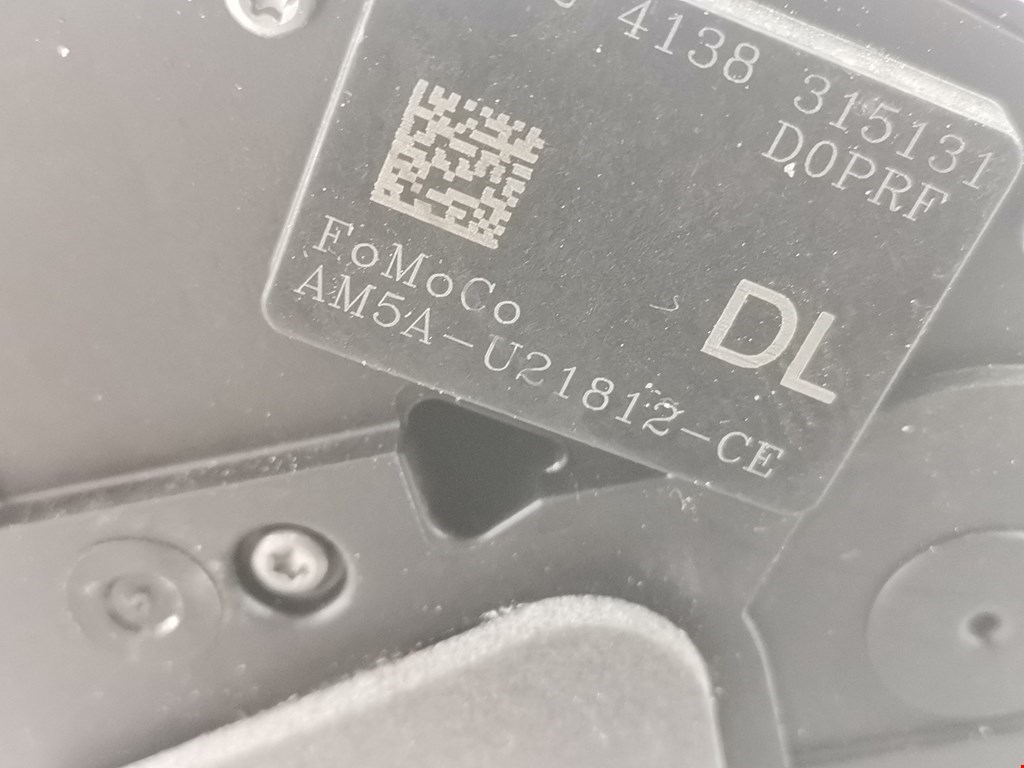 4138 315131
D0PRF
FoMoCo
DL
AM5A-U21812-CE